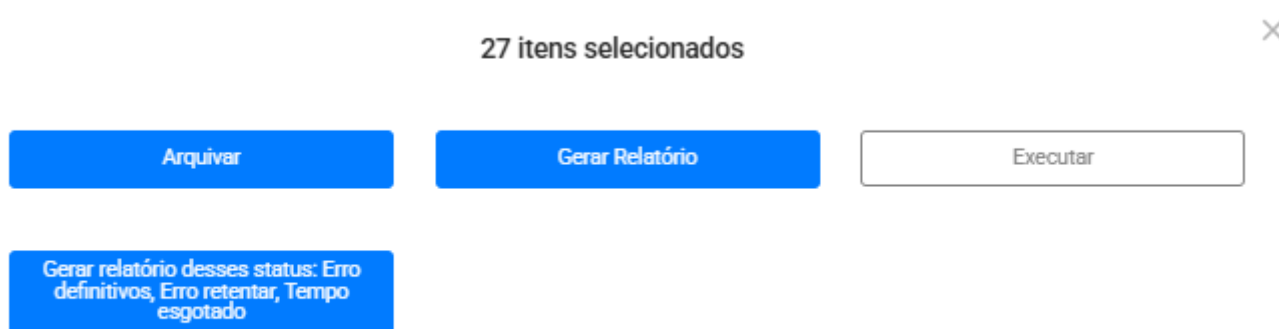 27 itens selecionados
Arquivar
Gerar Relatório
Executar
Gerar relatório desses status: Erro
definitivos, Erro retentar, Tempo
esgotado